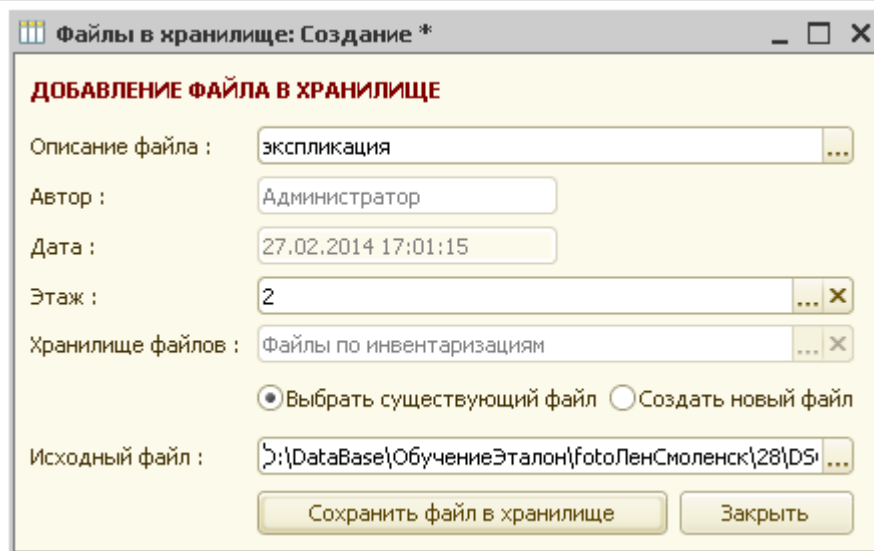 Файлы в хранилище: Создание *
ДОБАВЛЕНИЕ ФАЙЛА В ХРАНИЛИЩЕ
Описание файла : экспликация ...
Автор : Администратор
Дата : 27.02.2014 17:01:15
Этаж : 2 ...
Хранилище файлов : Файлы по инвентаризациям ...
Выбрать существующий файл Создать новый файл
Исходный файл : :\DataBase\ОбучениеЭталон\fotoЛенСмоленск\28\DS ...
Сохранить файл в хранилище Закрыть